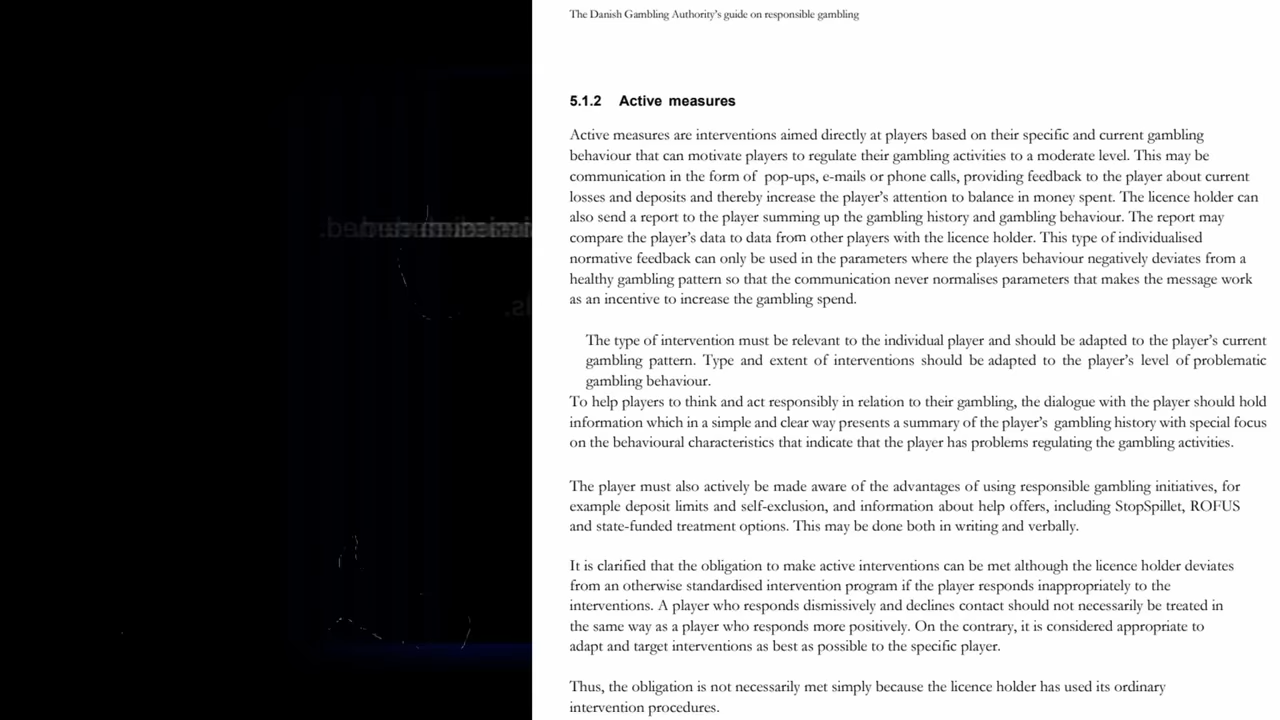 The Danish Gambling Authority's guide on responsible gambling
5.1.2 Active measures
Active measures are interventions aimed directly at players based on their specific and current gambling
behaviour that can motivate players to regulate their gambling activities to a moderate level. This may be
communication in the form of pop-ups, e-mails or phone calls, providing feedback to the player about current
losses and deposits and thereby increase the player's attention to balance in money spent. The licence holder can
also send a report to the player summing up the gambling history and gambling behaviour. The report may
compare the player's data to data from other players with the licence holder. This type of individualised
normative feedback can only be used in the parameters where the players behaviour negatively deviates from a
healthy gambling pattern so that the communication never normalises parameters that makes the message work
as an incentive to increase the gambling spend.
The type of intervention must be relevant to the individual player and should be adapted to the player's current
gambling pattern. Type and extent of interventions should be adapted to the player's level of problematic
gambling behaviour.
To help players to think and act responsibly in relation to their gambling, the dialogue with the player should hold
information which in a simple and clear way presents a summary of the player's gambling history with special focus
on the behavioural characteristics that indicate that the player has problems regulating the gambling activities.
The player must also actively be made aware of the advantages of using responsible gambling initiatives, for
example deposit limits and self-exclusion, and information about help offers, including StopSpillet, ROFUS
and state-funded treatment options. This may be done both in writing and verbally.
It is clarified that the obligation to make active interventions can be met although the licence holder deviates
from an otherwise standardised intervention program if the player responds inappropriately to the
interventions. A player who responds dismissively and declines contact should not necessarily be treated in
the same way as a player who responds more positively. On the contrary, it is considered appropriate to
adapt and target interventions as best as possible to the specific player.
Thus, the obligation is not necessarily met simply because the licence holder has used its ordinary
intervention procedures.